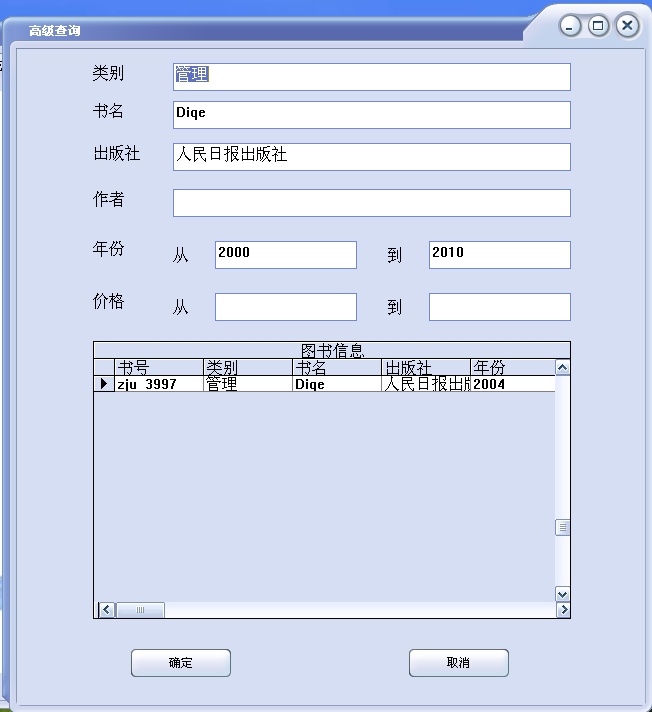 高级查询
类别 管理
书名 Diqe
出版社 人民日报出版社
作者
年份 从 2000 到 2010
价格 从 到
图书信息
书号 类别 书名 出版社 年份
zju 3997 管理 Diqe 人民日报出版 2004
确定 取消